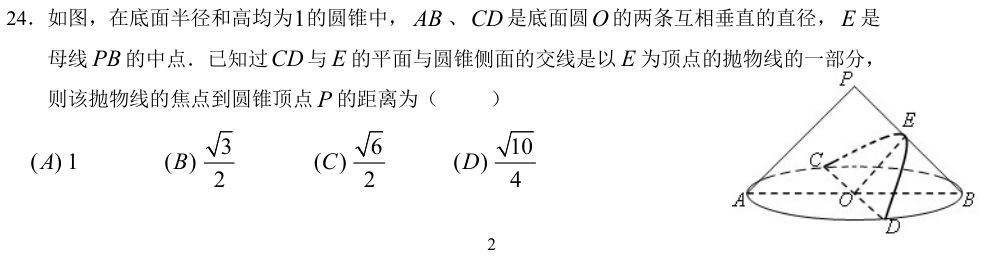 24．如图，在底面半径和高均为1的圆锥中，AB、CD是底面圆O的两条互相垂直的直径，E是
母线PB的中点．已知过CD与E的平面与圆锥侧面的交线是以E为顶点的抛物线的一部分，
则该抛物线的焦点到圆锥顶点P的距离为（　　）
(A) 1　(B) √3/2　(C) √6/2　(D) √10/4
P
E
C
A O B
D
2